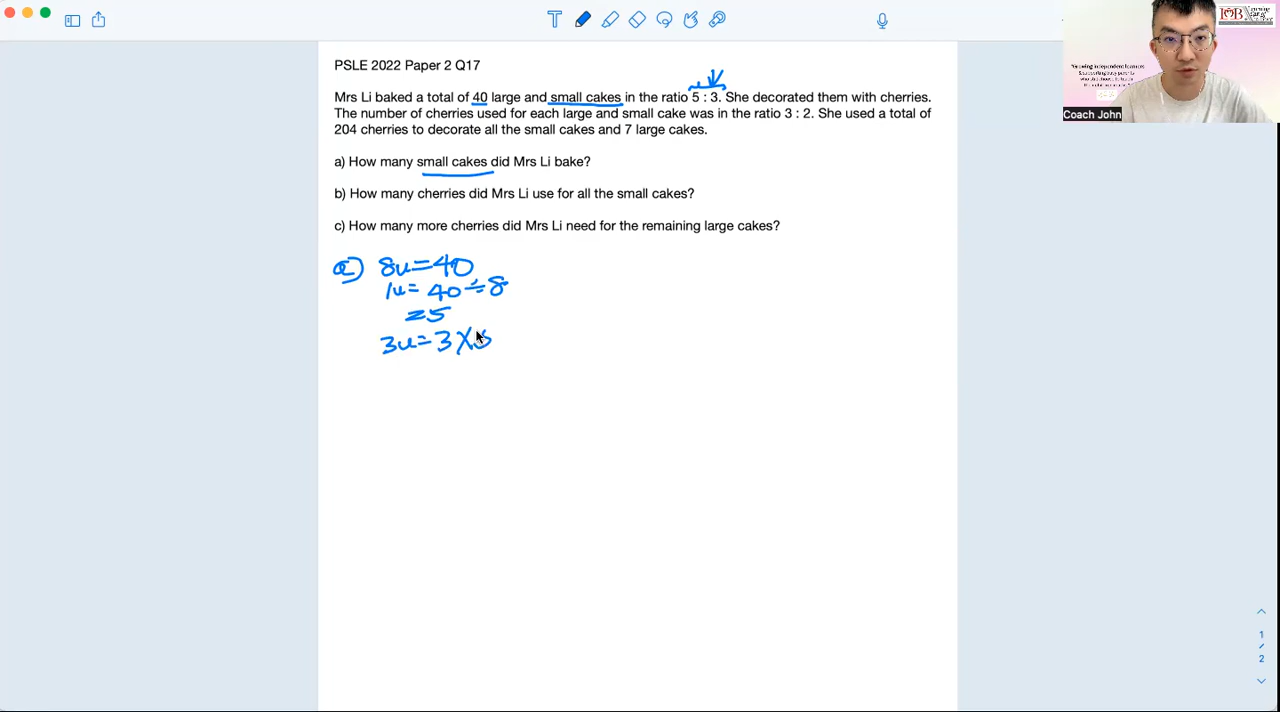 PSLE 2022 Paper 2 Q17
Mrs Li baked a total of 40 large and small cakes in the ratio 5 : 3. She decorated them with cherries.
The number of cherries used for each large and small cake was in the ratio 3 : 2. She used a total of
204 cherries to decorate all the small cakes and 7 large cakes.
a) How many small cakes did Mrs Li bake?
b) How many cherries did Mrs Li use for all the small cakes?
c) How many more cherries did Mrs Li need for the remaining large cakes?
a) 8u=40
1u= 40÷8
=5
3u=3×5
Coach John
"Growing independent learners
1
2